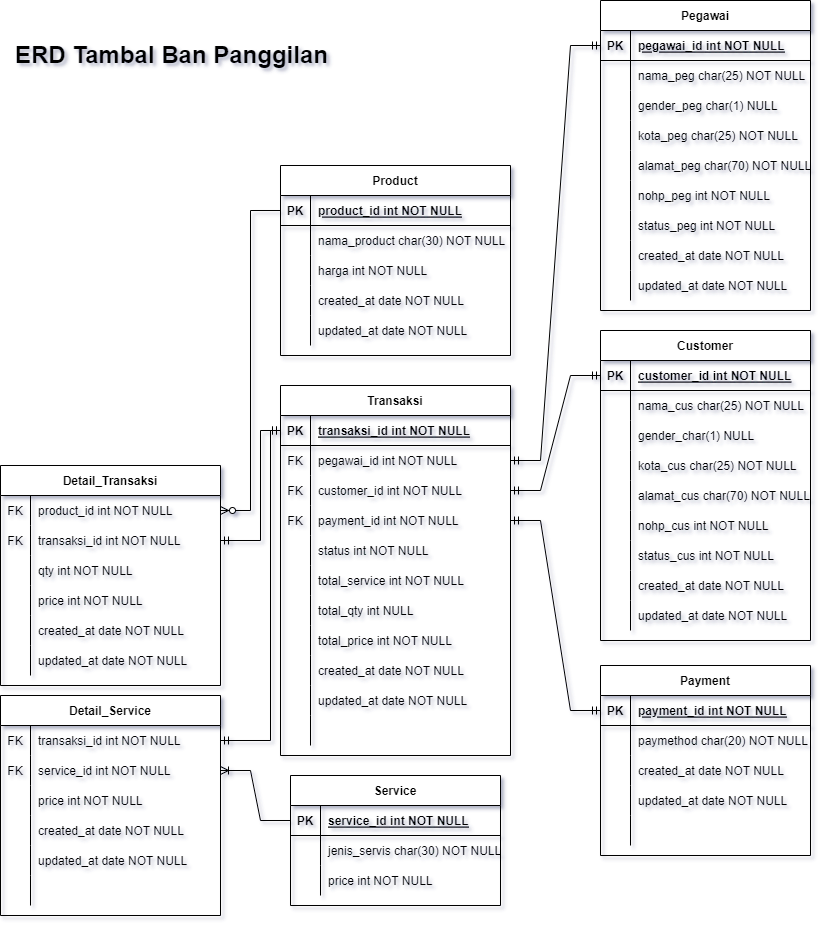 ERD Tambal Ban Panggilan
Pegawai
PK pegawai_id int NOT NULL
nama_peg char(25) NOT NULL
gender_peg char(1) NULL
kota_peg char(25) NOT NULL
alamat_peg char(70) NOT NULL
nohp_peg int NOT NULL
status_peg int NOT NULL
created_at date NOT NULL
updated_at date NOT NULL
Product
PK product_id int NOT NULL
nama_product char(30) NOT NULL
harga int NOT NULL
created_at date NOT NULL
updated_at date NOT NULL
Customer
PK customer_id int NOT NULL
nama_cus char(25) NOT NULL
gender_char(1) NULL
kota_cus char(25) NOT NULL
alamat_cus char(70) NOT NULL
nohp_cus int NOT NULL
status_cus int NOT NULL
created_at date NOT NULL
updated_at date NOT NULL
Transaksi
PK transaksi_id int NOT NULL
FK pegawai_id int NOT NULL
FK customer_id int NOT NULL
FK payment_id int NOT NULL
status int NOT NULL
total_service int NOT NULL
total_qty int NULL
total_price int NOT NULL
created_at date NOT NULL
updated_at date NOT NULL
Detail_Transaksi
FK product_id int NOT NULL
FK transaksi_id int NOT NULL
qty int NOT NULL
price int NOT NULL
created_at date NOT NULL
updated_at date NOT NULL
Payment
PK payment_id int NOT NULL
paymethod char(20) NOT NULL
created_at date NOT NULL
updated_at date NOT NULL
Detail_Service
FK transaksi_id int NOT NULL
FK service_id int NOT NULL
price int NOT NULL
created_at date NOT NULL
updated_at date NOT NULL
Service
PK service_id int NOT NULL
jenis_servis char(30) NOT NULL
price int NOT NULL